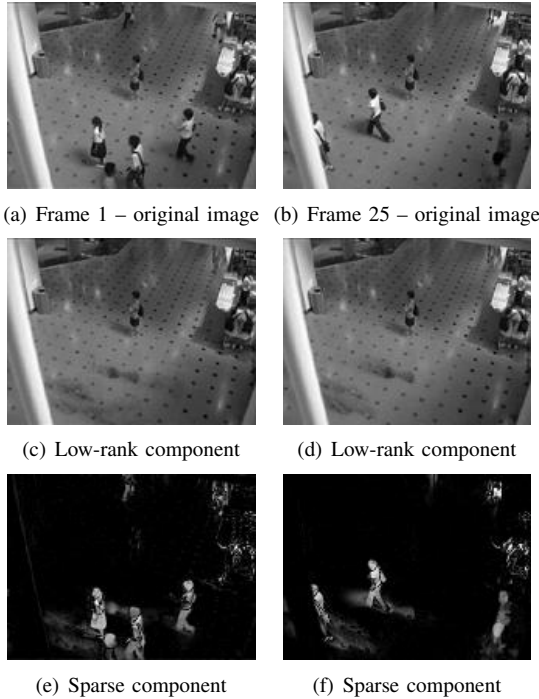 (a) Frame 1 – original image (b) Frame 25 – original image
(c) Low-rank component (d) Low-rank component
(e) Sparse component (f) Sparse component